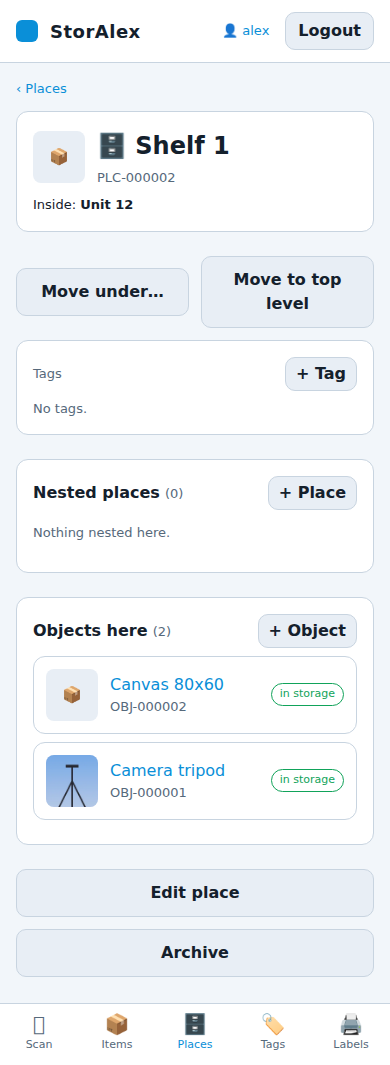 StorAlex
alex
Logout
‹ Places
Shelf 1
PLC-000002
Inside: Unit 12
Move under...
Move to top
level
Tags
+ Tag
No tags.
Nested places (0)
+ Place
Nothing nested here.
Objects here (2)
+ Object
Canvas 80x60
OBJ-000002
in storage
Camera tripod
OBJ-000001
in storage
Edit place
Archive
Scan
Items
Places
Tags
Labels